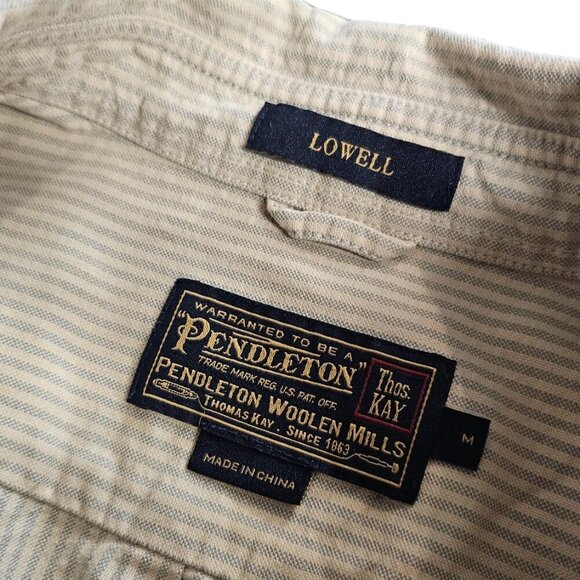 LOWELL
WARRANTED TO BE A
"PENDLETON"
TRADE MARK REG. U.S. PAT. OFF.
PENDLETON WOOLEN MILLS
THOMAS KAY. SINCE 1863
Thos.
KAY
M
MADE IN CHINA